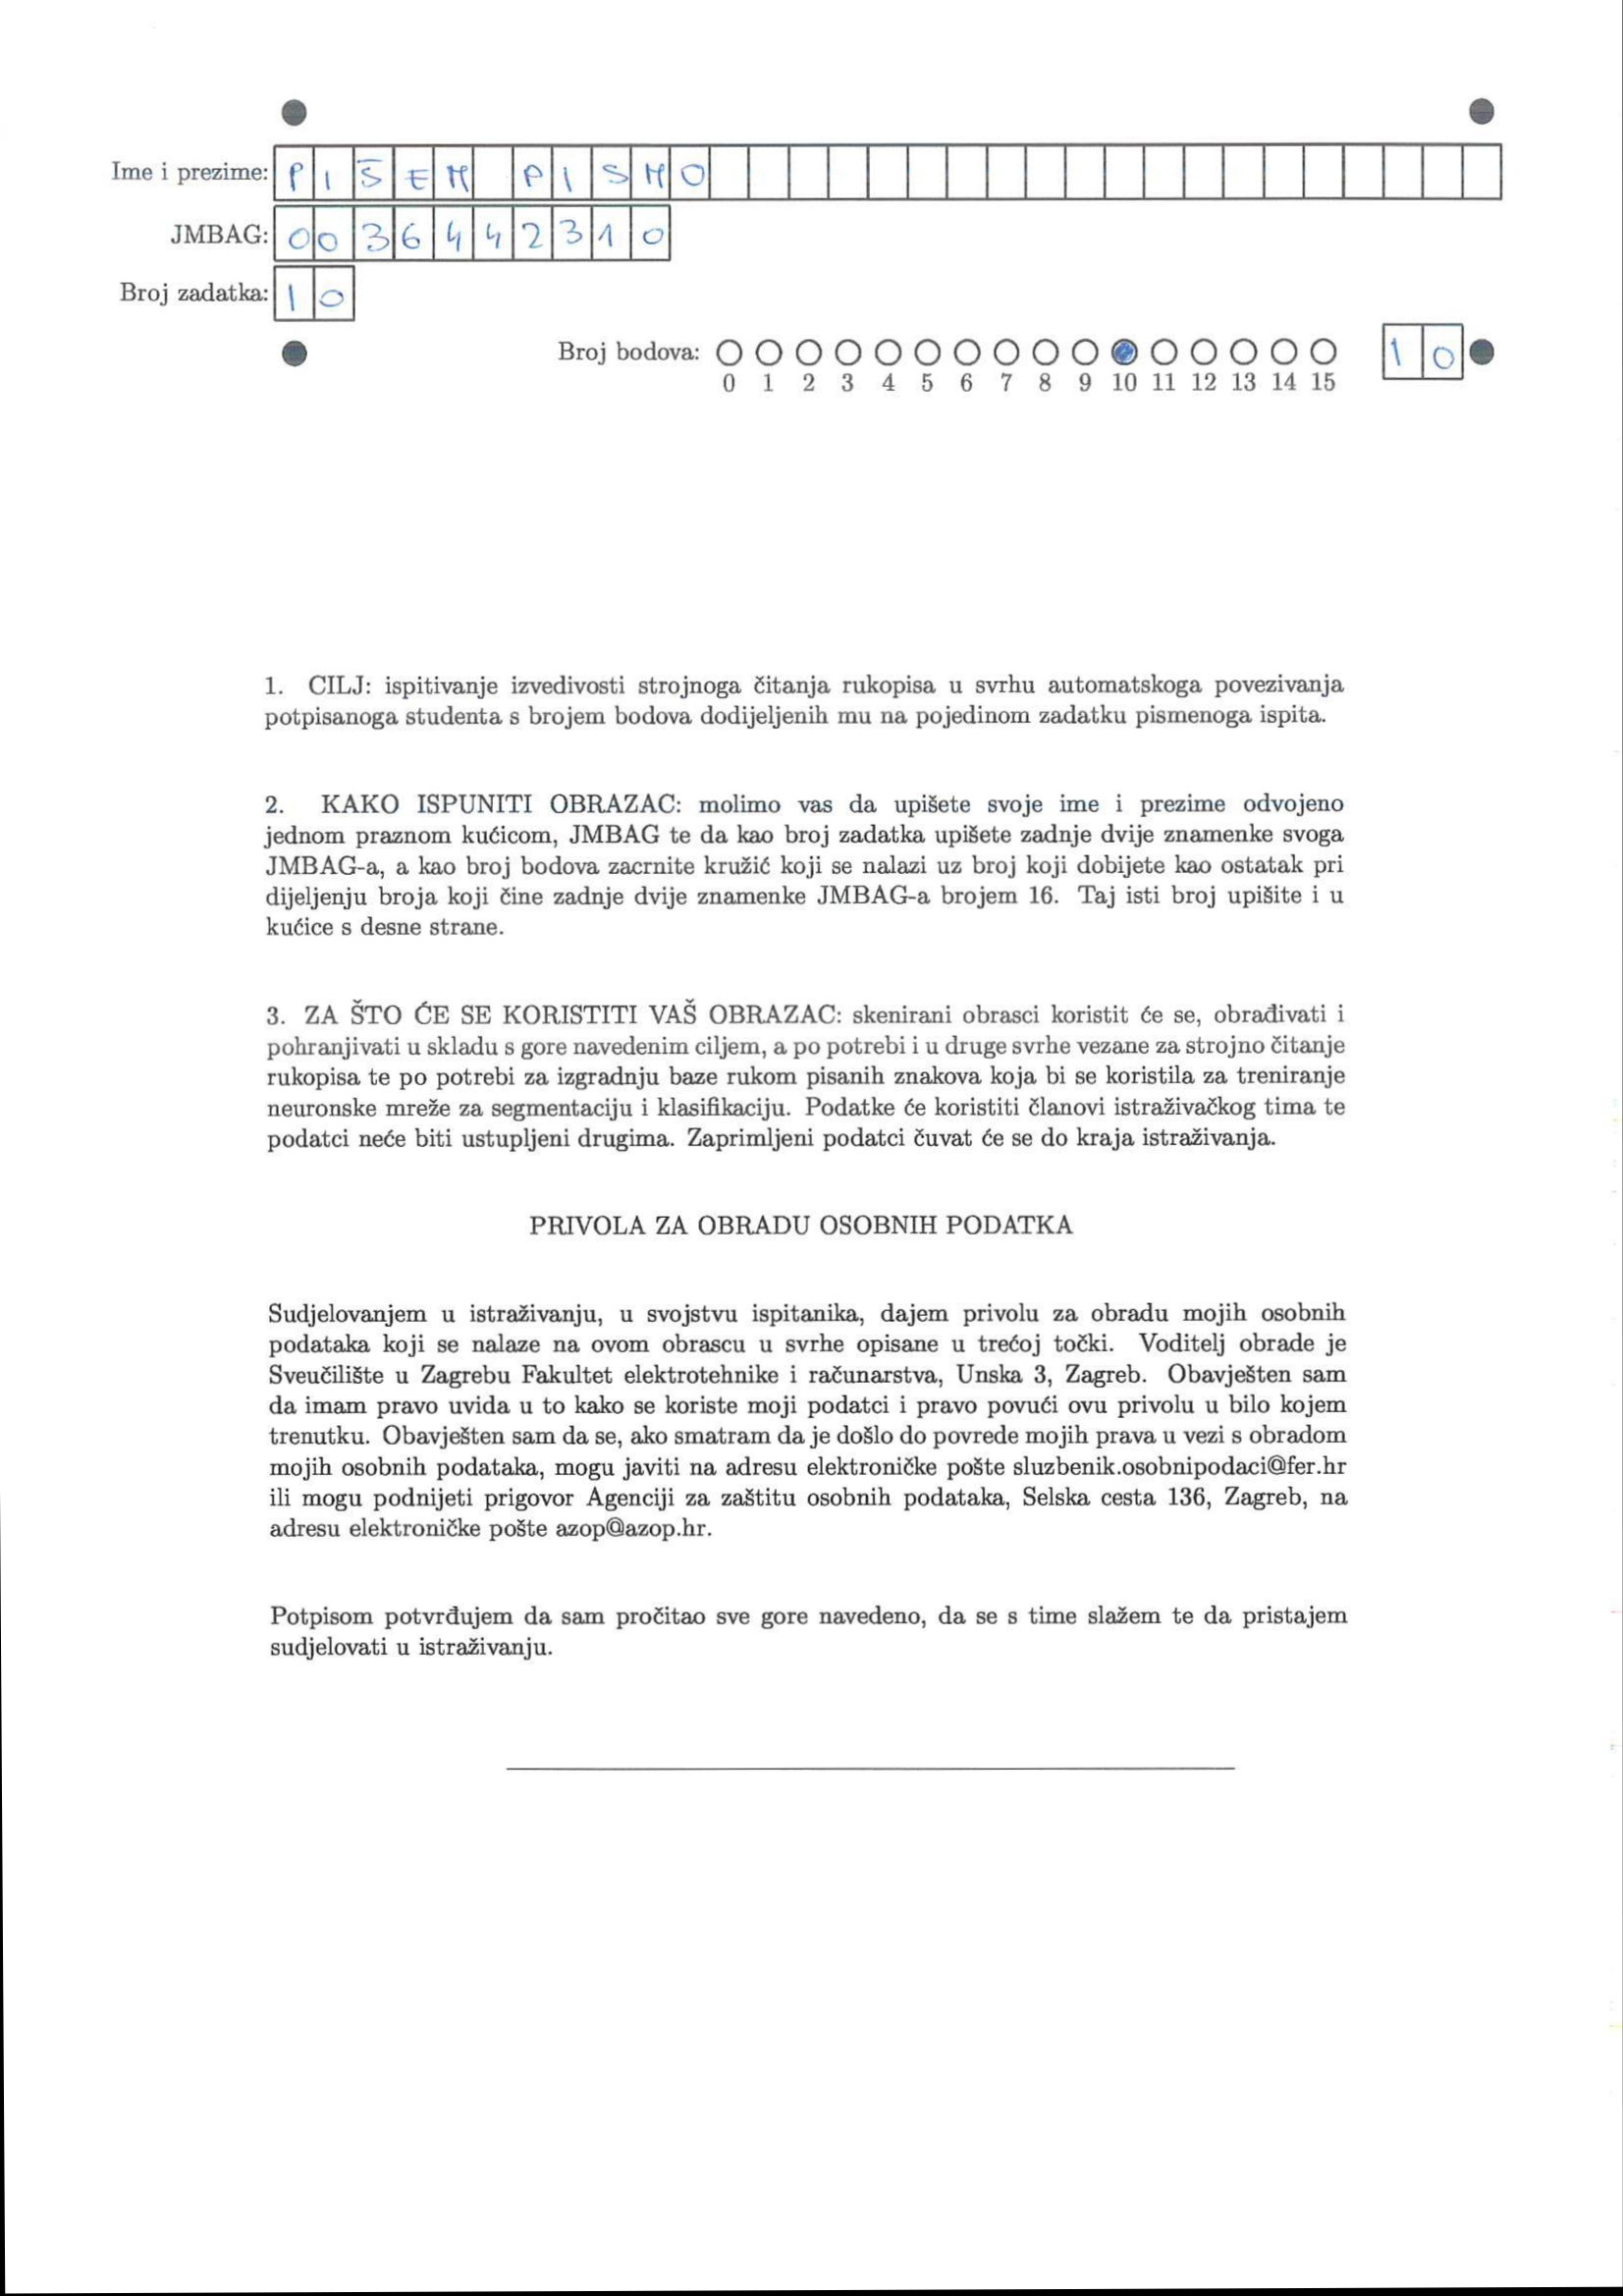 Ime i prezime: PIŠEM PISMO
JMBAG: 0036442310
Broj zadatka: 10
Broj bodova: 10
0 1 2 3 4 5 6 7 8 9 10 11 12 13 14 15
1. CILJ: ispitivanje izvedivosti strojnoga čitanja rukopisa u svrhu automatskoga povezivanja
potpisanoga studenta s brojem bodova dodijeljenih mu na pojedinom zadatku pismenoga ispita.
2. KAKO ISPUNITI OBRAZAC: molimo vas da upišete svoje ime i prezime odvojeno
jednom praznom kućicom, JMBAG te da kao broj zadatka upišete zadnje dvije znamenke svoga
JMBAG-a, a kao broj bodova zacrnite kružić koji se nalazi uz broj koji dobijete kao ostatak pri
dijeljenju broja koji čine zadnje dvije znamenke JMBAG-a brojem 16. Taj isti broj upišite i u
kućice s desne strane.
3. ZA ŠTO ĆE SE KORISTITI VAŠ OBRAZAC: skenirani obrasci koristit će se, obrađivati i
pohranjivati u skladu s gore navedenim ciljem, a po potrebi i u druge svrhe vezane za strojno čitanje
rukopisa te po potrebi za izgradnju baze rukom pisanih znakova koja bi se koristila za treniranje
neuronske mreže za segmentaciju i klasifikaciju. Podatke će koristiti članovi istraživačkog tima te
podatci neće biti ustupljeni drugima. Zaprimljeni podatci čuvat će se do kraja istraživanja.
PRIVOLA ZA OBRADU OSOBNIH PODATKA
Sudjelovanjem u istraživanju, u svojstvu ispitanika, dajem privolu za obradu mojih osobnih
podataka koji se nalaze na ovom obrascu u svrhe opisane u trećoj točki. Voditelj obrade je
Sveučilište u Zagrebu Fakultet elektrotehnike i računarstva, Unska 3, Zagreb. Obavješten sam
da imam pravo uvida u to kako se koriste moji podatci i pravo povući ovu privolu u bilo kojem
trenutku. Obavješten sam da se, ako smatram da je došlo do povrede mojih prava u vezi s obradom
mojih osobnih podataka, mogu javiti na adresu elektroničke pošte sluzbenik.osobnipodaci@fer.hr
ili mogu podnijeti prigovor Agenciji za zaštitu osobnih podataka, Selska cesta 136, Zagreb, na
adresu elektroničke pošte azop@azop.hr.
Potpisom potvrđujem da sam pročitao sve gore navedeno, da se s time slažem te da pristajem
sudjelovati u istraživanju.